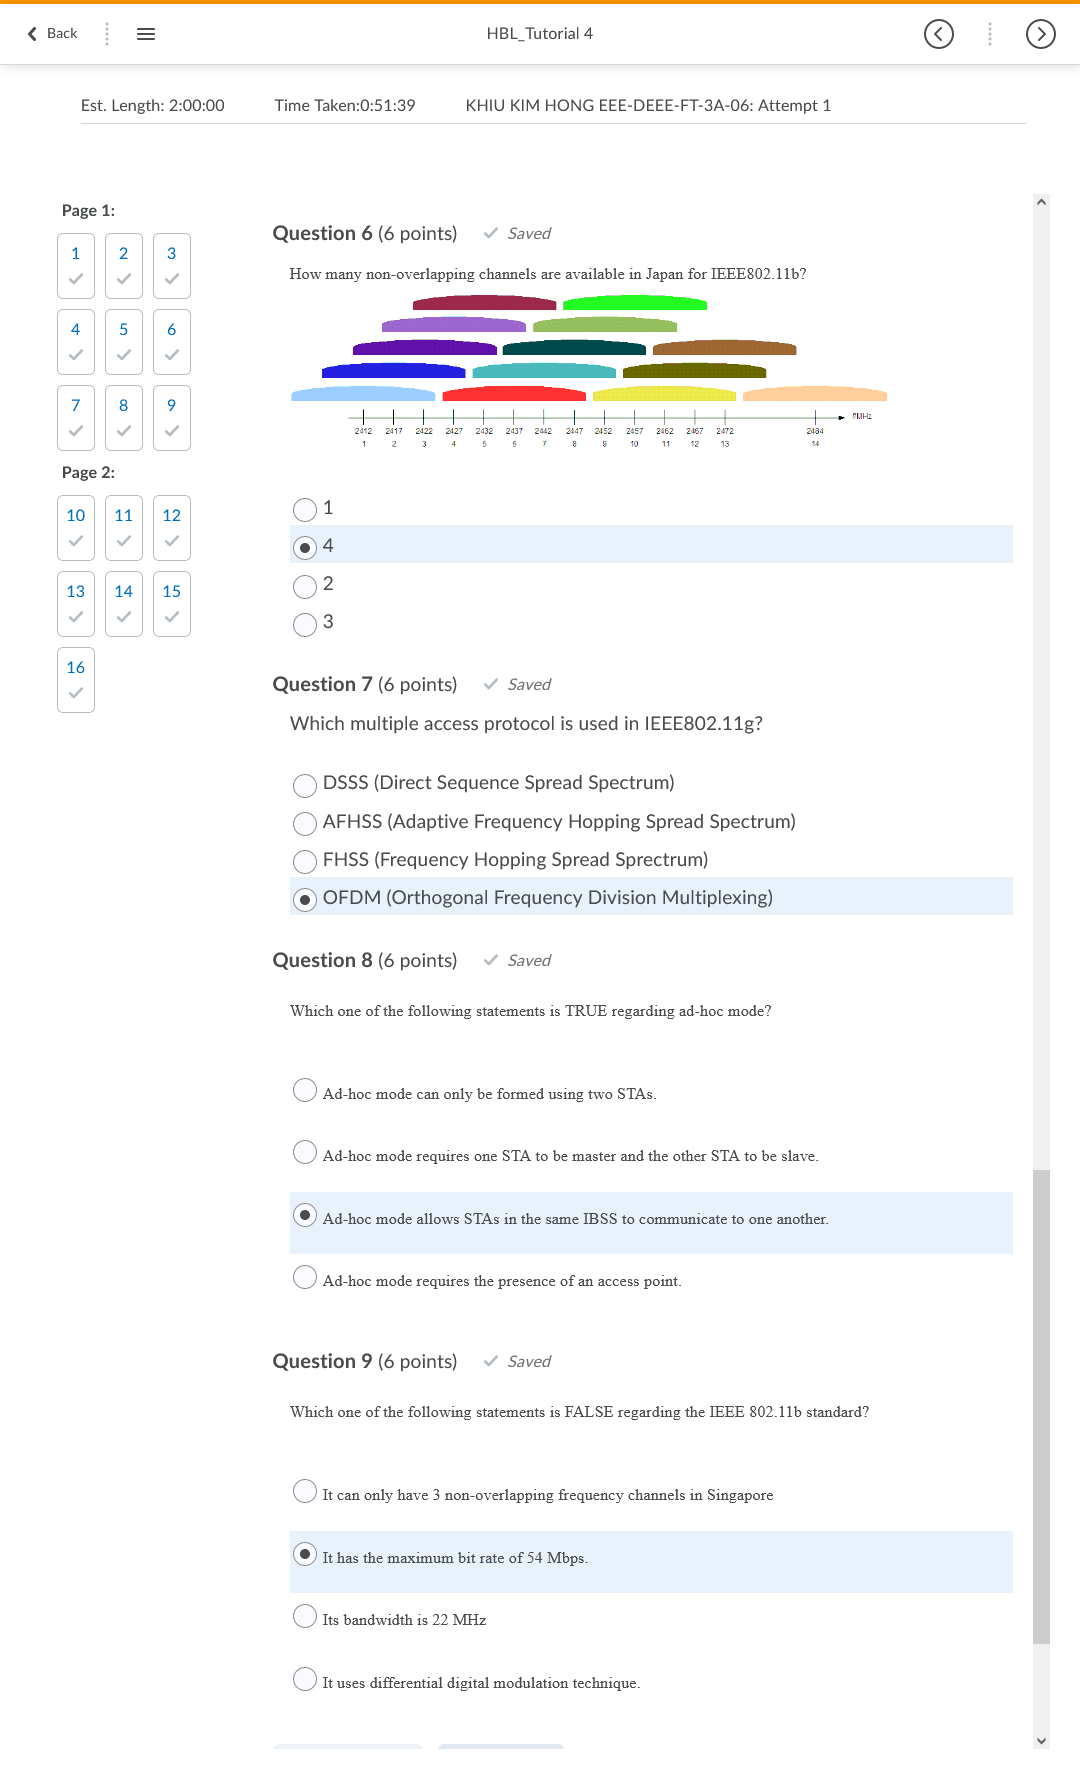 Back
HBL_Tutorial 4
Est. Length: 2:00:00 Time Taken:0:51:39 KHIU KIM HONG EEE-DEEE-FT-3A-06: Attempt 1
Page 1:
1 2 3
4 5 6
7 8 9
Page 2:
10 11 12
13 14 15
16
Question 6 (6 points) Saved
How many non-overlapping channels are available in Japan for IEEE802.11b?
f/MHz
2412 2417 2422 2427 2432 2437 2442 2447 2452 2457 2462 2467 2472 2484
1 2 3 4 5 6 7 8 9 10 11 12 13 14
1
4
2
3
Question 7 (6 points) Saved
Which multiple access protocol is used in IEEE802.11g?
DSSS (Direct Sequence Spread Spectrum)
AFHSS (Adaptive Frequency Hopping Spread Spectrum)
FHSS (Frequency Hopping Spread Sprectrum)
OFDM (Orthogonal Frequency Division Multiplexing)
Question 8 (6 points) Saved
Which one of the following statements is TRUE regarding ad-hoc mode?
Ad-hoc mode can only be formed using two STAs.
Ad-hoc mode requires one STA to be master and the other STA to be slave.
Ad-hoc mode allows STAs in the same IBSS to communicate to one another.
Ad-hoc mode requires the presence of an access point.
Question 9 (6 points) Saved
Which one of the following statements is FALSE regarding the IEEE 802.11b standard?
It can only have 3 non-overlapping frequency channels in Singapore
It has the maximum bit rate of 54 Mbps.
Its bandwidth is 22 MHz
It uses differential digital modulation technique.